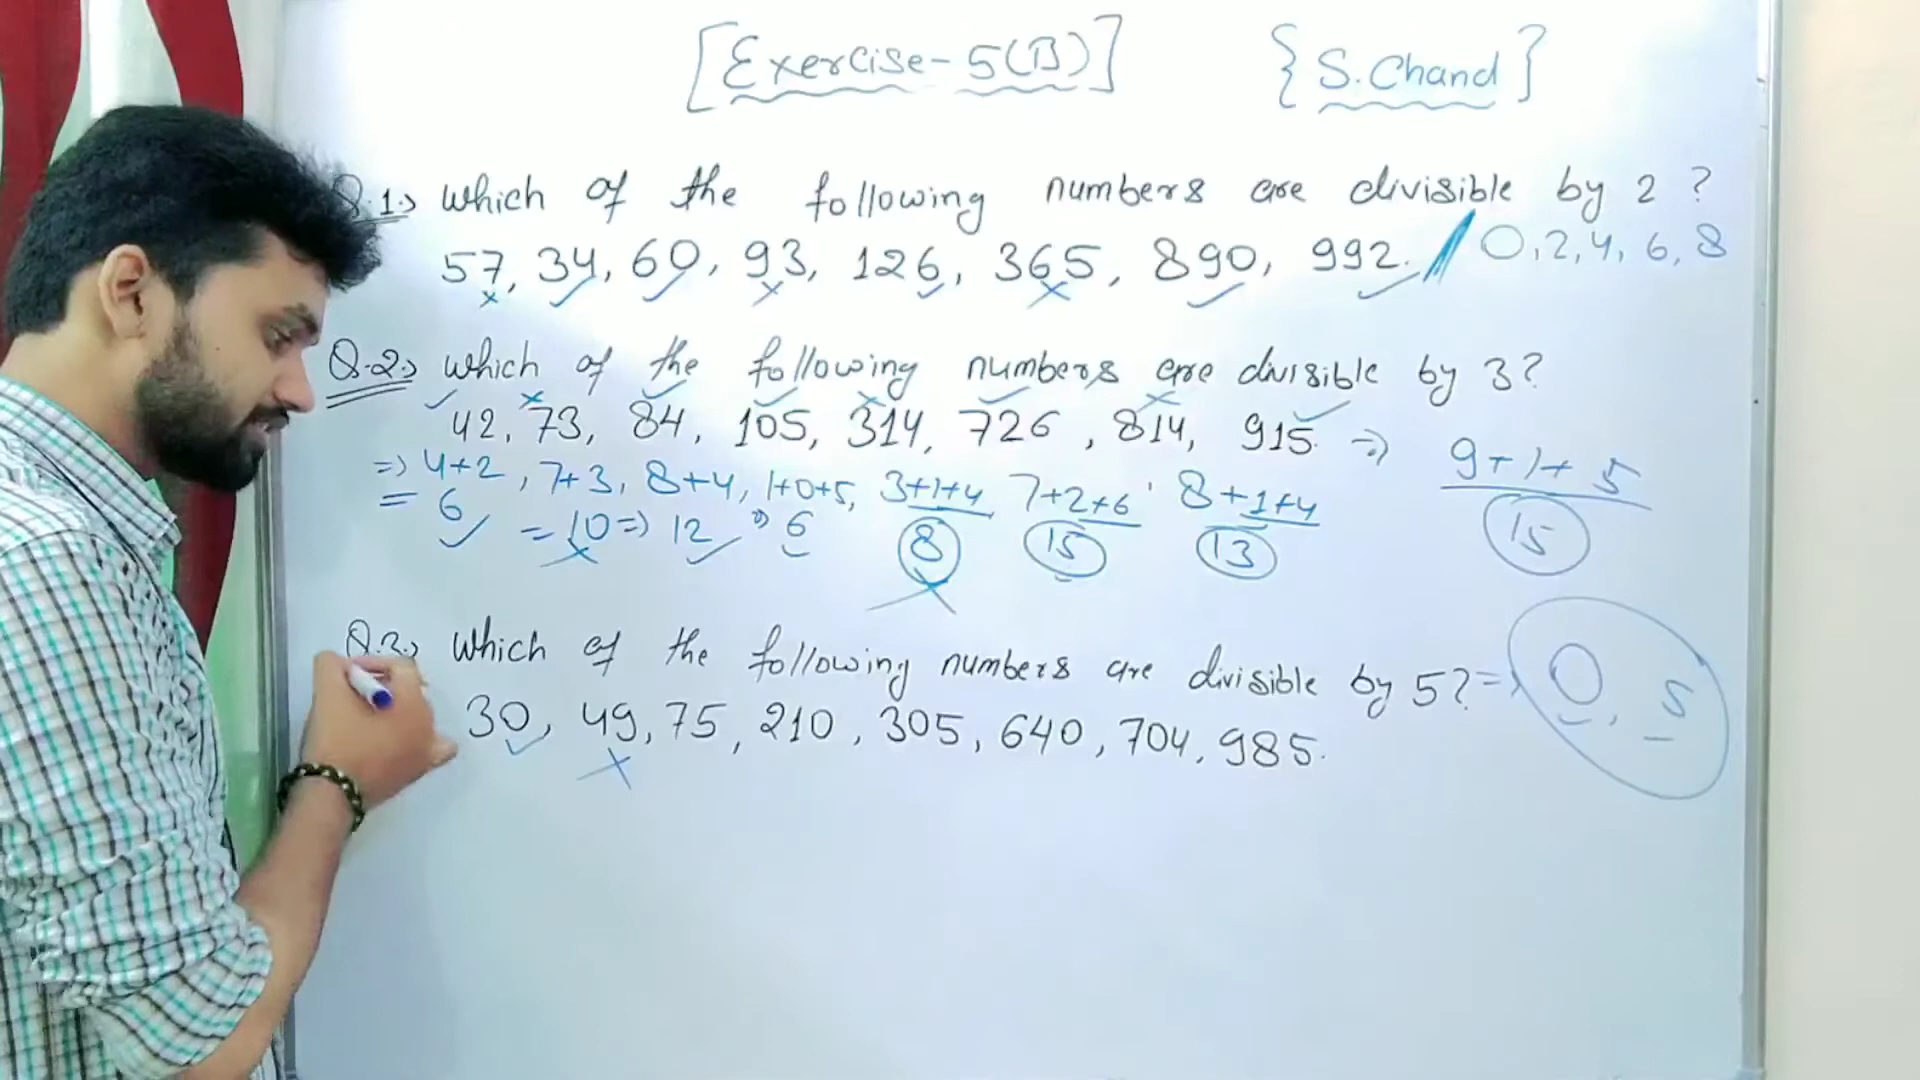 [Exercise-5(B)] {S.Chand}
Q.1.) which of the following numbers are divisible by 2 ?
57, 34, 60, 93, 126, 365, 890, 992. 0,2,4,6,8
Q.2.) which of the following numbers are divisible by 3?
42, 73, 84, 105, 314, 726, 814, 915. =) 9+1+5
=) 4+2, 7+3, 8+4, 1+0+5, 3+1+4 7+2+6, 8+1+4
= 6 = 10 =) 12 =) 6 8 15 13 15
Q.3.) which of the following numbers are divisible by 5? =) 0, 5
30, 49, 75, 210, 305, 640, 704, 985.